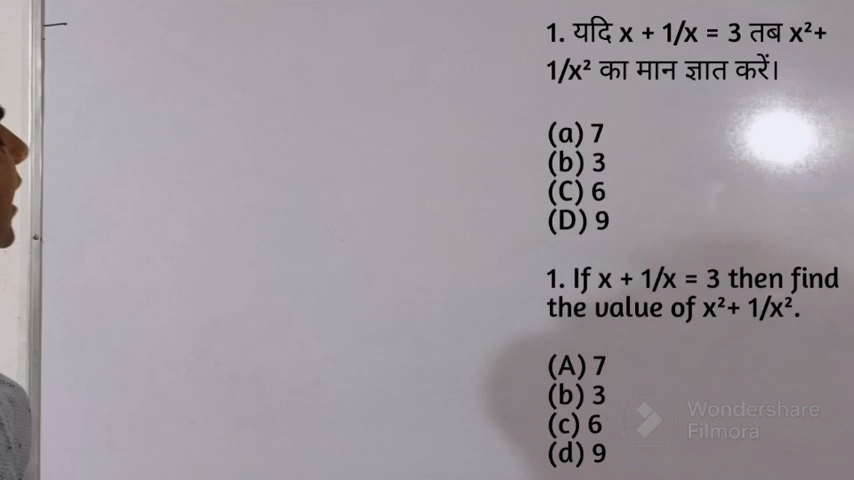 1. यदि x + 1/x = 3 तब x²+
1/x² का मान ज्ञात करें।
(a) 7
(b) 3
(C) 6
(D) 9
1. If x + 1/x = 3 then find
the value of x²+ 1/x².
(A) 7
(b) 3
(c) 6
(d) 9
Wondershare
Filmora